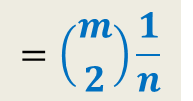 = (m 2) 1/n